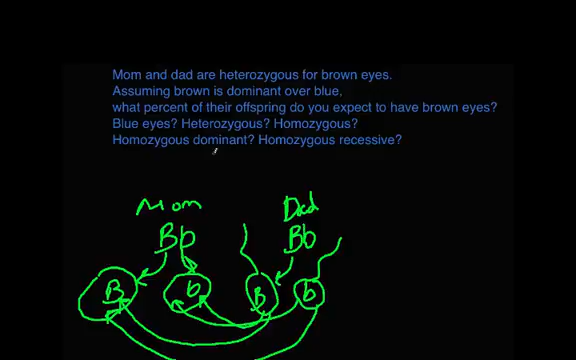 Mom and dad are heterozygous for brown eyes.
Assuming brown is dominant over blue,
what percent of their offspring do you expect to have brown eyes?
Blue eyes? Heterozygous? Homozygous?
Homozygous dominant? Homozygous recessive?
Mom Dad
Bb Bb
B b B b